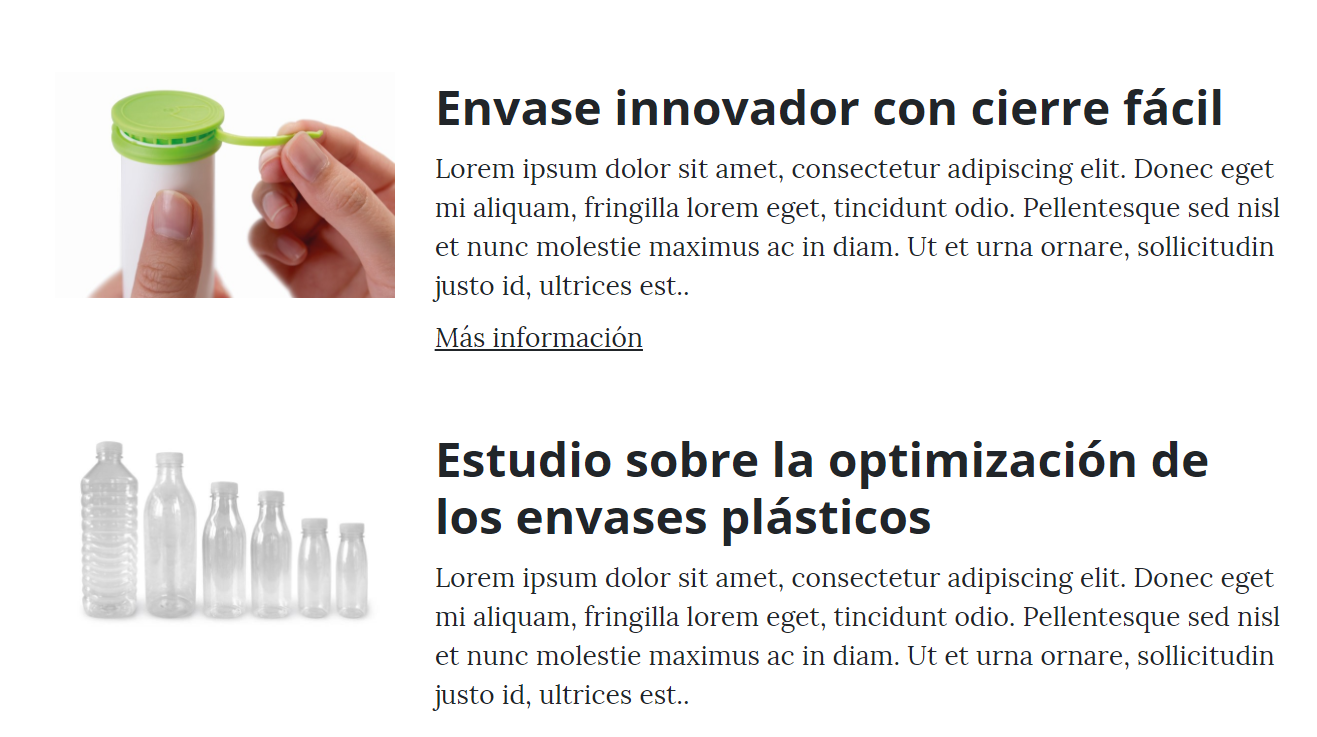 Envase innovador con cierre fácil
Lorem ipsum dolor sit amet, consectetur adipiscing elit. Donec eget
mi aliquam, fringilla lorem eget, tincidunt odio. Pellentesque sed nisl
et nunc molestie maximus ac in diam. Ut et urna ornare, sollicitudin
justo id, ultrices est..
Más información
Estudio sobre la optimización de
los envases plásticos
Lorem ipsum dolor sit amet, consectetur adipiscing elit. Donec eget
mi aliquam, fringilla lorem eget, tincidunt odio. Pellentesque sed nisl
et nunc molestie maximus ac in diam. Ut et urna ornare, sollicitudin
justo id, ultrices est..